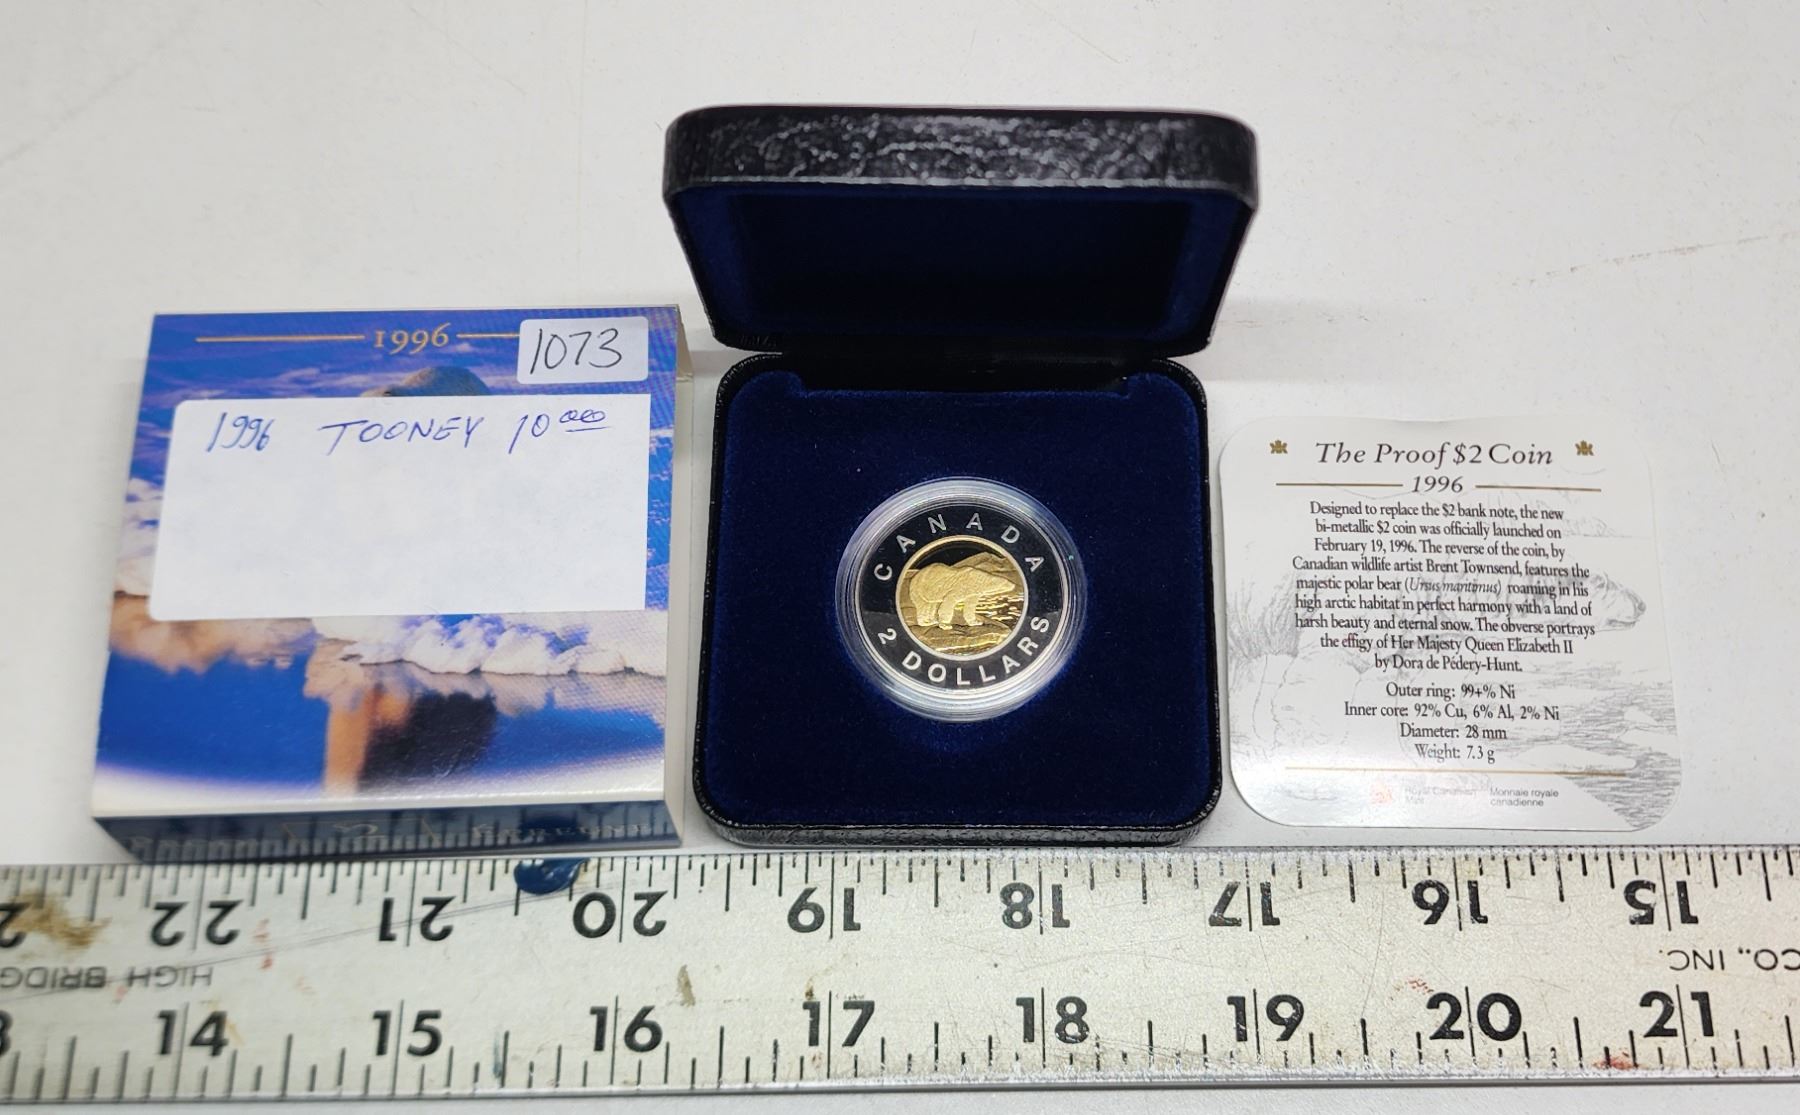 1996
1073
1996 TOONEY 10 000
CANADA
2 DOLLARS
The Proof $2 Coin
1996
Designed to replace the $2 bank note, the new
bi-metallic $2 coin was officially launched on
February 19, 1996. The reverse of the coin, by
Canadian wildlife artist Brent Townsend, features the
majestic polar bear (Ursus maritimus) roaming in his
high arctic habitat in perfect harmony with a land of
harsh beauty and eternal snow. The obverse portrays
the effigy of Her Majesty Queen Elizabeth II
by Dora de Pédery-Hunt.
Outer ring: 99+% Ni
Inner core: 92% Cu, 6% Al, 2% Ni
Diameter: 28 mm
Weight: 7.3 g
Royal Canadian Mint
Monnaie royale canadienne
22 21 20 19 18 17 16 15
HIGH BRIDG
CO., INC.
14 15 16 17 18 19 20 21